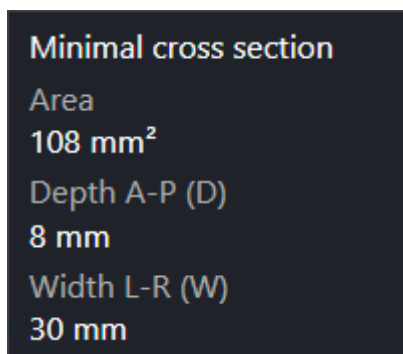 Minimal cross section
Area
108 mm²
Depth A-P (D)
8 mm
Width L-R (W)
30 mm